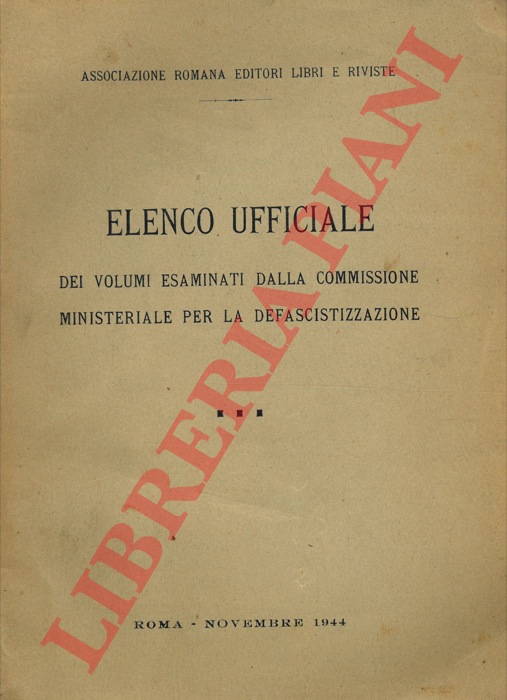 ASSOCIAZIONE ROMANA EDITORI LIBRI E RIVISTE
ELENCO UFFICIALE
DEI VOLUMI ESAMINATI DALLA COMMISSIONE
MINISTERIALE PER LA DEFASCISTIZZAZIONE
ROMA - NOVEMBRE 1944
LIBRERIA PIANI